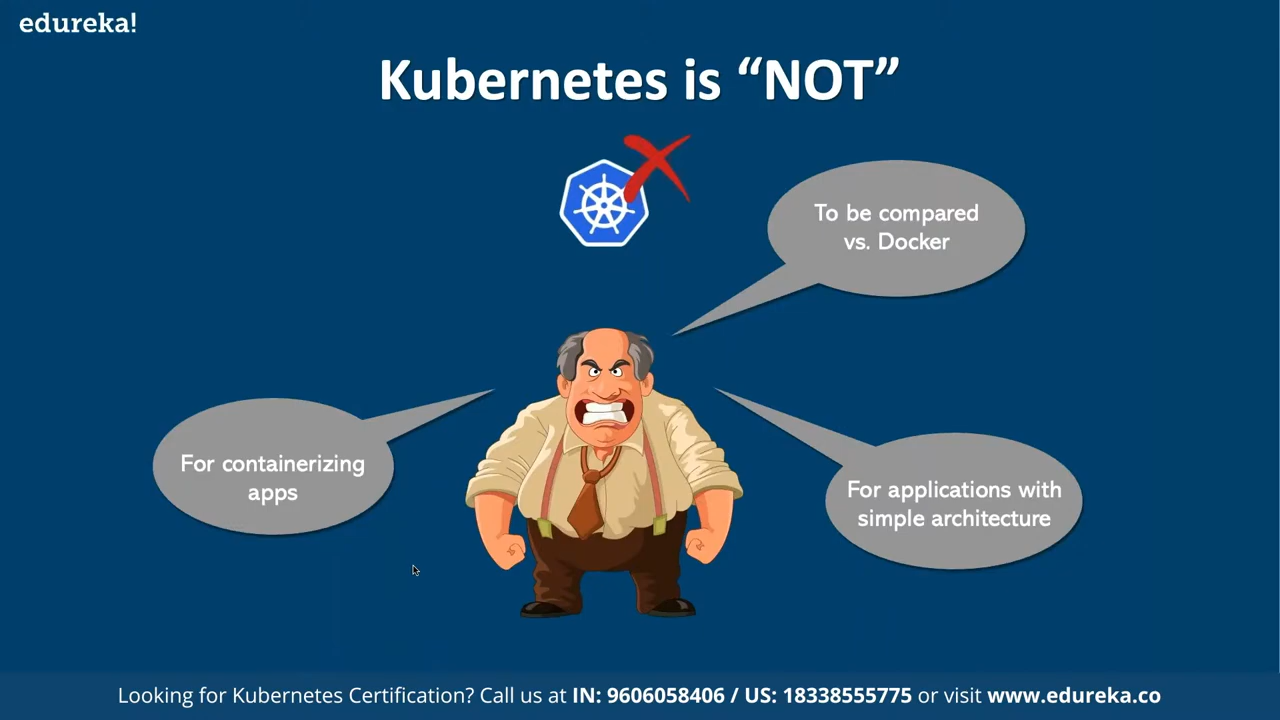 edureka!
Kubernetes is “NOT”
To be compared
vs. Docker
For containerizing
apps
For applications with
simple architecture
Looking for Kubernetes Certification? Call us at IN: 9606058406 / US: 18338555775 or visit www.edureka.co